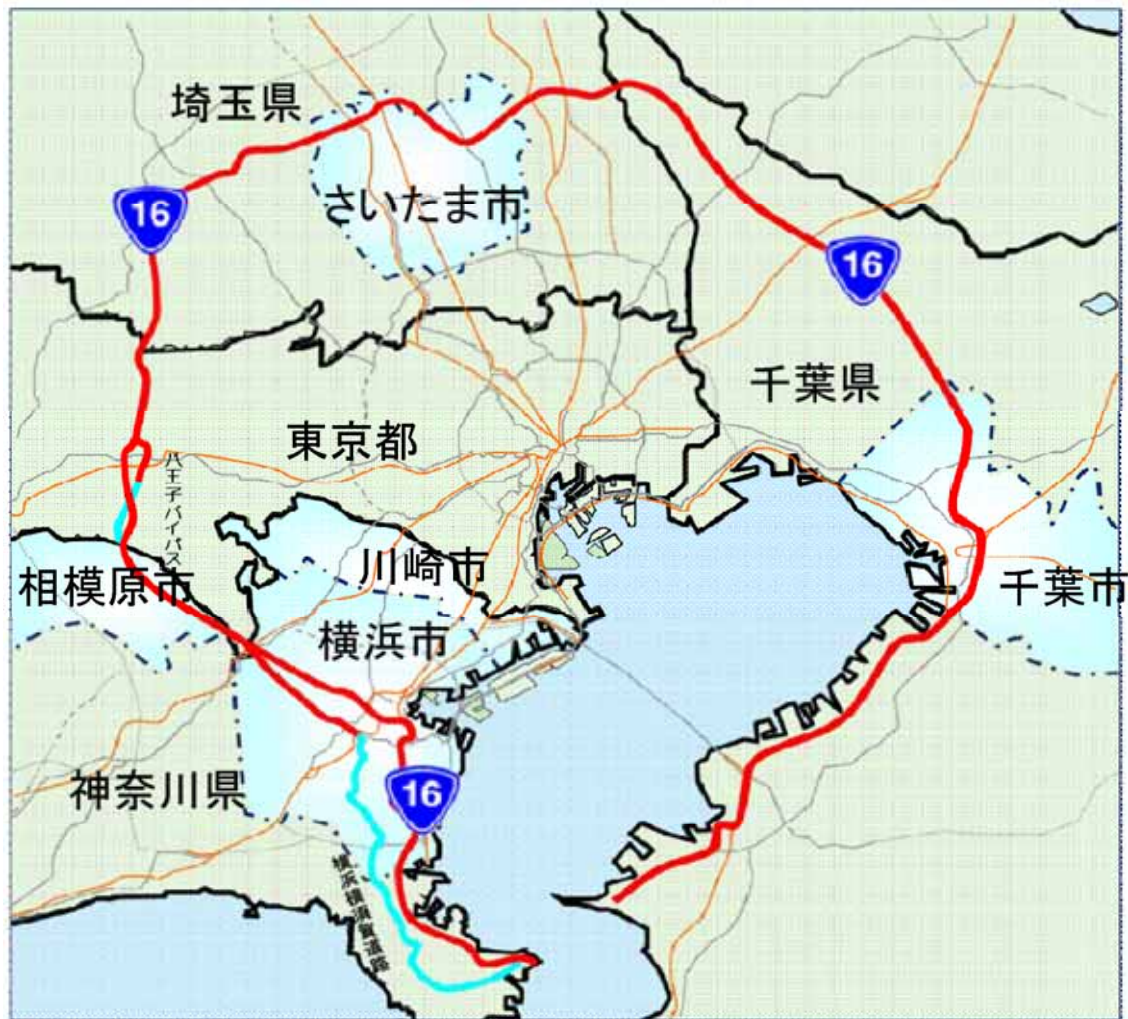 埼玉県
さいたま市
16
16
千葉県
東京都
八王子バイパス
川崎市
相模原市
千葉市
横浜市
神奈川県
16
横浜横須賀道路